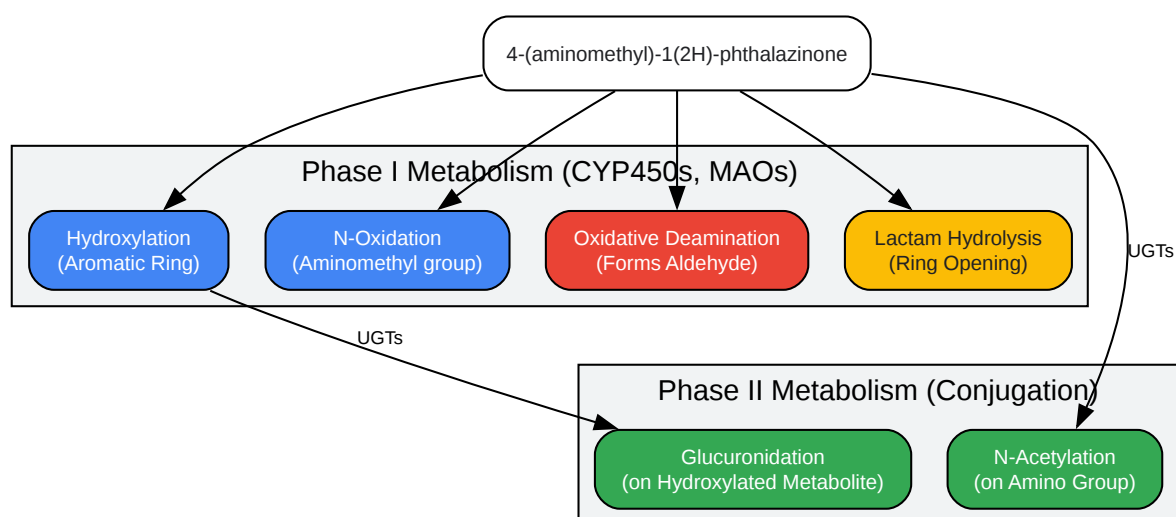 4-(aminomethyl)-1(2H)-phthalazinone
Phase I Metabolism (CYP450s, MAOs)
Hydroxylation
(Aromatic Ring)
N-Oxidation
(Aminomethyl group)
Oxidative Deamination
(Forms Aldehyde)
Lactam Hydrolysis
(Ring Opening)
UGTs
UGTs
Phase II Metabolism (Conjugation)
Glucuronidation
(on Hydroxylated Metabolite)
N-Acetylation
(on Amino Group)